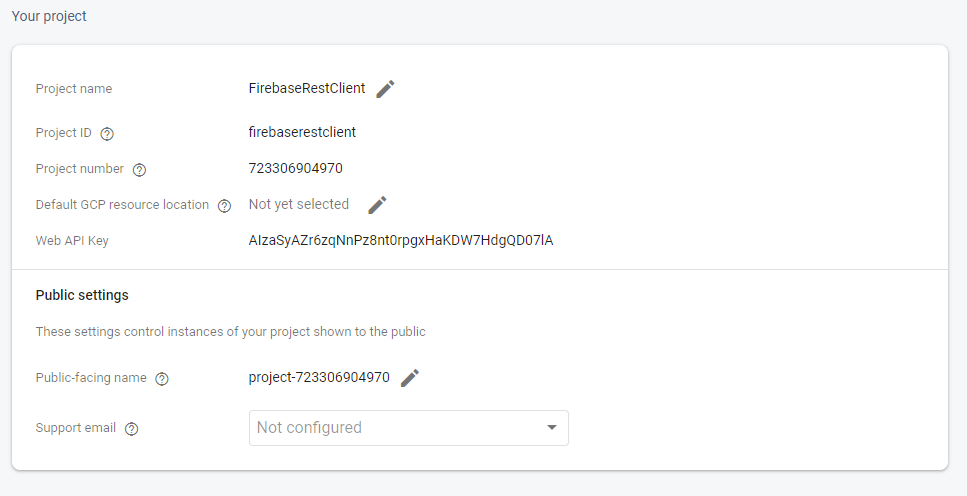 Your project
Project name FirebaseRestClient
Project ID firebaserestclient
Project number 723306904970
Default GCP resource location Not yet selected
Web API Key AIzaSyAZr6zqNnPz8nt0rpgxHaKDW7HdgQD07lA
Public settings
These settings control instances of your project shown to the public
Public-facing name project-723306904970
Support email Not configured